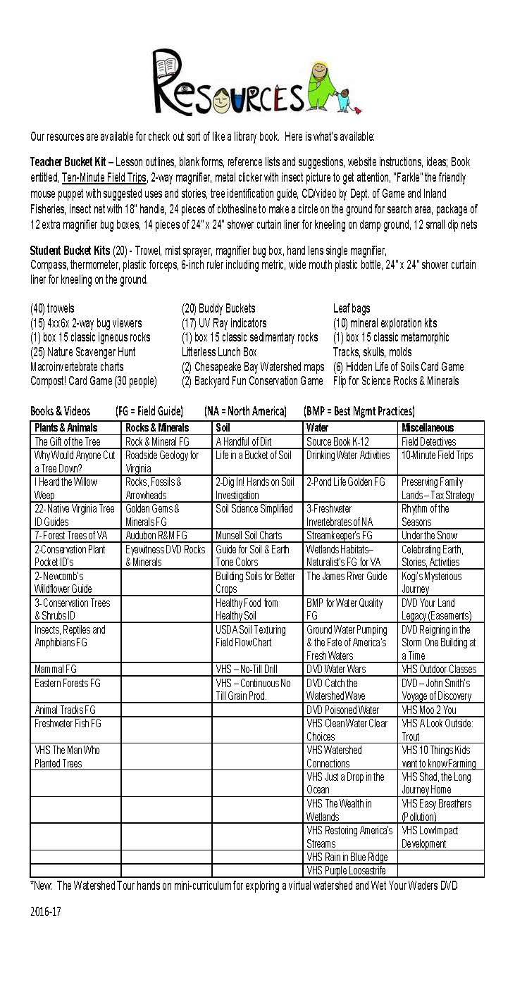 RESOURCES
Our resources are available for check out sort of like a library book. Here is what's available:
Teacher Bucket Kit – Lesson outlines, blank forms, reference lists and suggestions, website instructions, ideas; Book
entitled, Ten-Minute Field Trips, 2-way magnifier, metal clicker with insect picture to get attention, "Farkle" the friendly
mouse puppet with suggested uses and stories, tree identification guide, CD/video by Dept. of Game and Inland
Fisheries, insect net with 18" handle, 24 pieces of clothesline to make a circle on the ground for search area, package of
12 extra magnifier bug boxes, 14 pieces of 24" x 24" shower curtain liner for kneeling on damp ground, 12 small dip nets
Student Bucket Kits (20) - Trowel, mist sprayer, magnifier bug box, hand lens single magnifier,
Compass, thermometer, plastic forceps, 6-inch ruler including metric, wide mouth plastic bottle, 24" x 24" shower curtain
liner for kneeling on the ground.
(40) trowels (20) Buddy Buckets Leaf bags
(15) 4xx6x 2-way bug viewers (17) UV Ray indicators (10) mineral exploration kits
(1) box 15 classic igneous rocks (1) box 15 classic sedimentary rocks (1) box 15 classic metamorphic
(25) Nature Scavenger Hunt Litterless Lunch Box Tracks, skulls, molds
Macroinvertebrate charts (2) Chesapeake Bay Watershed maps (6) Hidden Life of Soils Card Game
Compost! Card Game (30 people) (2) Backyard Fun Conservation Game Flip for Science Rocks & Minerals
Books & Videos (FG = Field Guide) (NA = North America) (BMP = Best Mgmt Practices)
Plants & Animals Rocks & Minerals Soil Water Miscellaneous
The Gift of the Tree Rock & Mineral FG A Handful of Dirt Source Book K-12 Field Detectives
Why Would Anyone Cut Roadside Geology for Life in a Bucket of Soil Drinking Water Activities 10-Minute Field Trips
a Tree Down? Virginia
I Heard the Willow Rocks, Fossils & 2-Dig In! Hands on Soil 2-Pond Life Golden FG Preserving Family
Weep Arrowheads Investigation Lands – Tax Strategy
22- Native Virginia Tree Golden Gems & Soil Science Simplified 3-Freshwater Rhythm of the
ID Guides Minerals FG Invertebrates of NA Seasons
7- Forest Trees of VA Audubon R&M FG Munsell Soil Charts Streamkeeper's FG Under the Snow
2-Conservation Plant Eyewitness DVD Rocks Guide for Soil & Earth Wetlands Habitats– Celebrating Earth,
Pocket ID's & Minerals Tone Colors Naturalist's FG for VA Stories, Activities
2- Newcomb's Building Soils for Better The James River Guide Kogi's Mysterious
Wildflower Guide Crops Journey
3- Conservation Trees Healthy Food from BMP for Water Quality DVD Your Land
& Shrubs ID Healthy Soil FG Legacy (Easements)
Insects, Reptiles and USDA Soil Texturing Ground Water Pumping DVD Reigning in the
Amphibians FG Field FlowChart & the Fate of America's Storm One Building at
Fresh Waters a Time
Mammal FG VHS – No-Till Drill DVD Water Wars VHS Outdoor Classes
Eastern Forests FG VHS – Continuous No DVD Catch the DVD – John Smith's
Till Grain Prod. Watershed Wave Voyage of Discovery
Animal Tracks FG DVD Poisoned Water VHS Moo 2 You
Freshwater Fish FG VHS Clean Water Clear VHS A Look Outside:
Choices Trout
VHS The Man Who VHS Watershed VHS 10 Things Kids
Planted Trees Connections want to know Farming
VHS Just a Drop in the VHS Shad, the Long
Ocean Journey Home
VHS The Wealth in VHS Easy Breathers
Wetlands (Pollution)
VHS Restoring America's VHS LowImpact
Streams Development
VHS Rain in Blue Ridge
VHS Purple Loosestrife
*New: The Watershed Tour hands on mini-curriculum for exploring a virtual watershed and Wet Your Waders DVD
2016-17